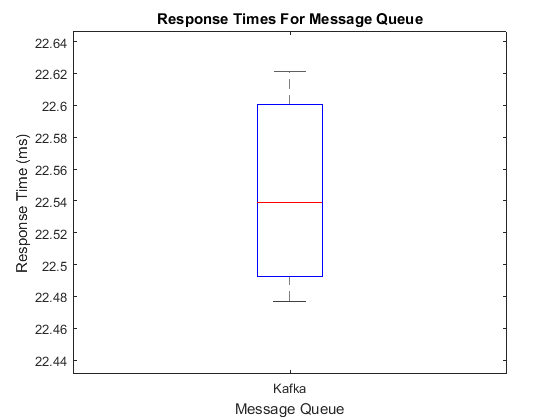 Response Times For Message Queue
Response Time (ms)
22.64
22.62
22.6
22.58
22.56
22.54
22.52
22.5
22.48
22.46
22.44
Kafka
Message Queue